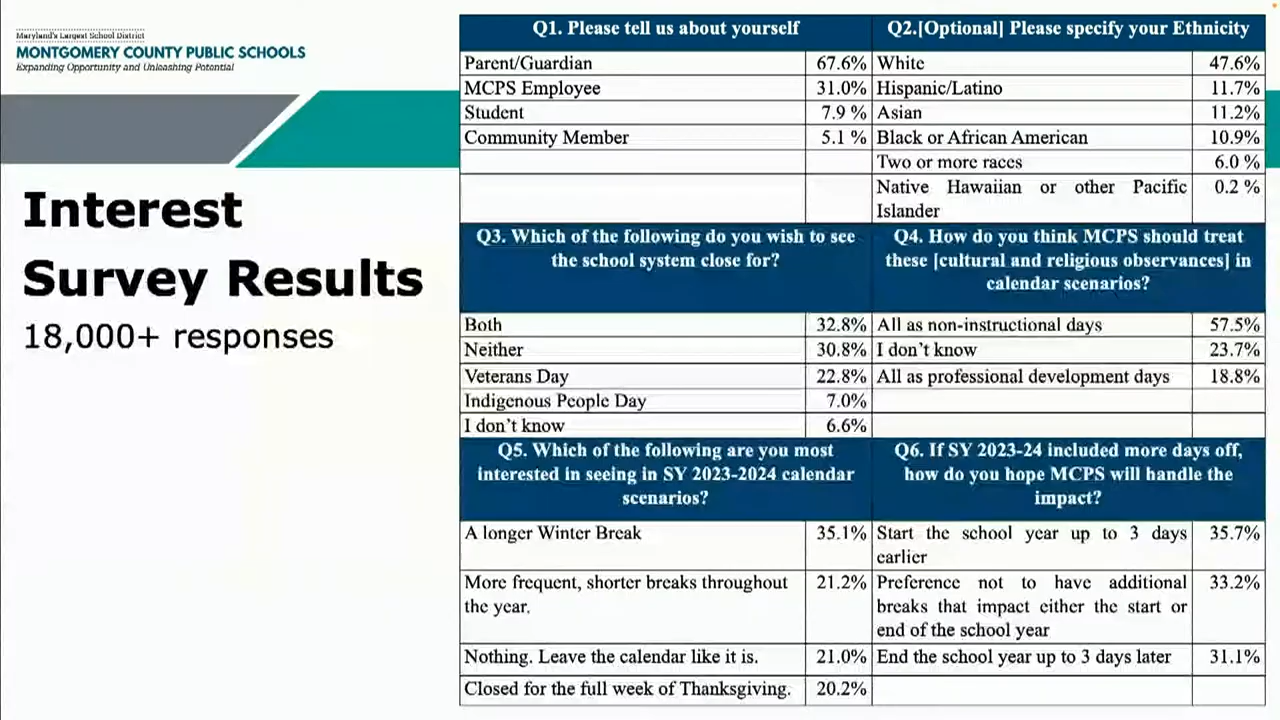 Maryland's Largest School District
MONTGOMERY COUNTY PUBLIC SCHOOLS
Expanding Opportunity and Unleashing Potential
Interest
Survey Results
18,000+ responses
Q1. Please tell us about yourself
Parent/Guardian 67.6%
MCPS Employee 31.0%
Student 7.9 %
Community Member 5.1 %
Q2.[Optional] Please specify your Ethnicity
White 47.6%
Hispanic/Latino 11.7%
Asian 11.2%
Black or African American 10.9%
Two or more races 6.0 %
Native Hawaiian or other Pacific 0.2 %
Islander
Q3. Which of the following do you wish to see
the school system close for?
Both 32.8%
Neither 30.8%
Veterans Day 22.8%
Indigenous People Day 7.0%
I don't know 6.6%
Q4. How do you think MCPS should treat
these [cultural and religious observances] in
calendar scenarios?
All as non-instructional days 57.5%
I don't know 23.7%
All as professional development days 18.8%
Q5. Which of the following are you most
interested in seeing in SY 2023-2024 calendar
scenarios?
A longer Winter Break 35.1%
More frequent, shorter breaks throughout 21.2%
the year.
Nothing. Leave the calendar like it is. 21.0%
Closed for the full week of Thanksgiving. 20.2%
Q6. If SY 2023-24 included more days off,
how do you hope MCPS will handle the
impact?
Start the school year up to 3 days 35.7%
earlier
Preference not to have additional 33.2%
breaks that impact either the start or
end of the school year
End the school year up to 3 days later 31.1%